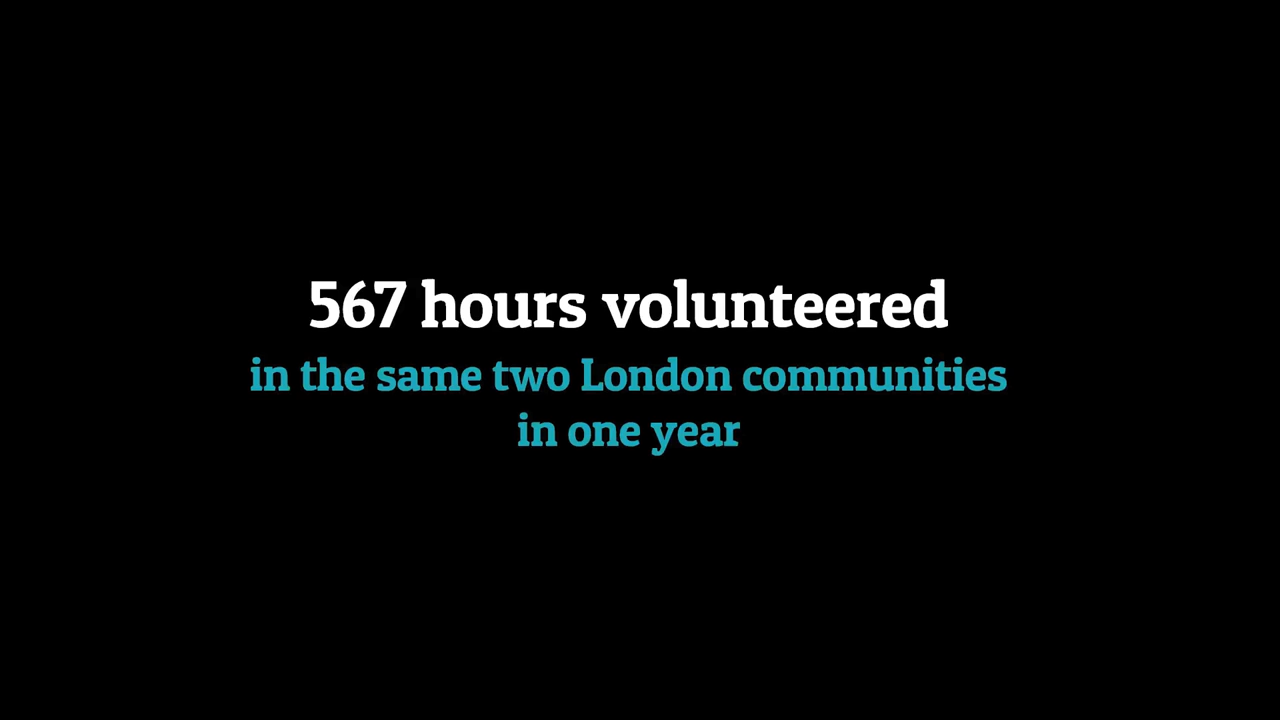 567 hours volunteered
in the same two London communities
in one year